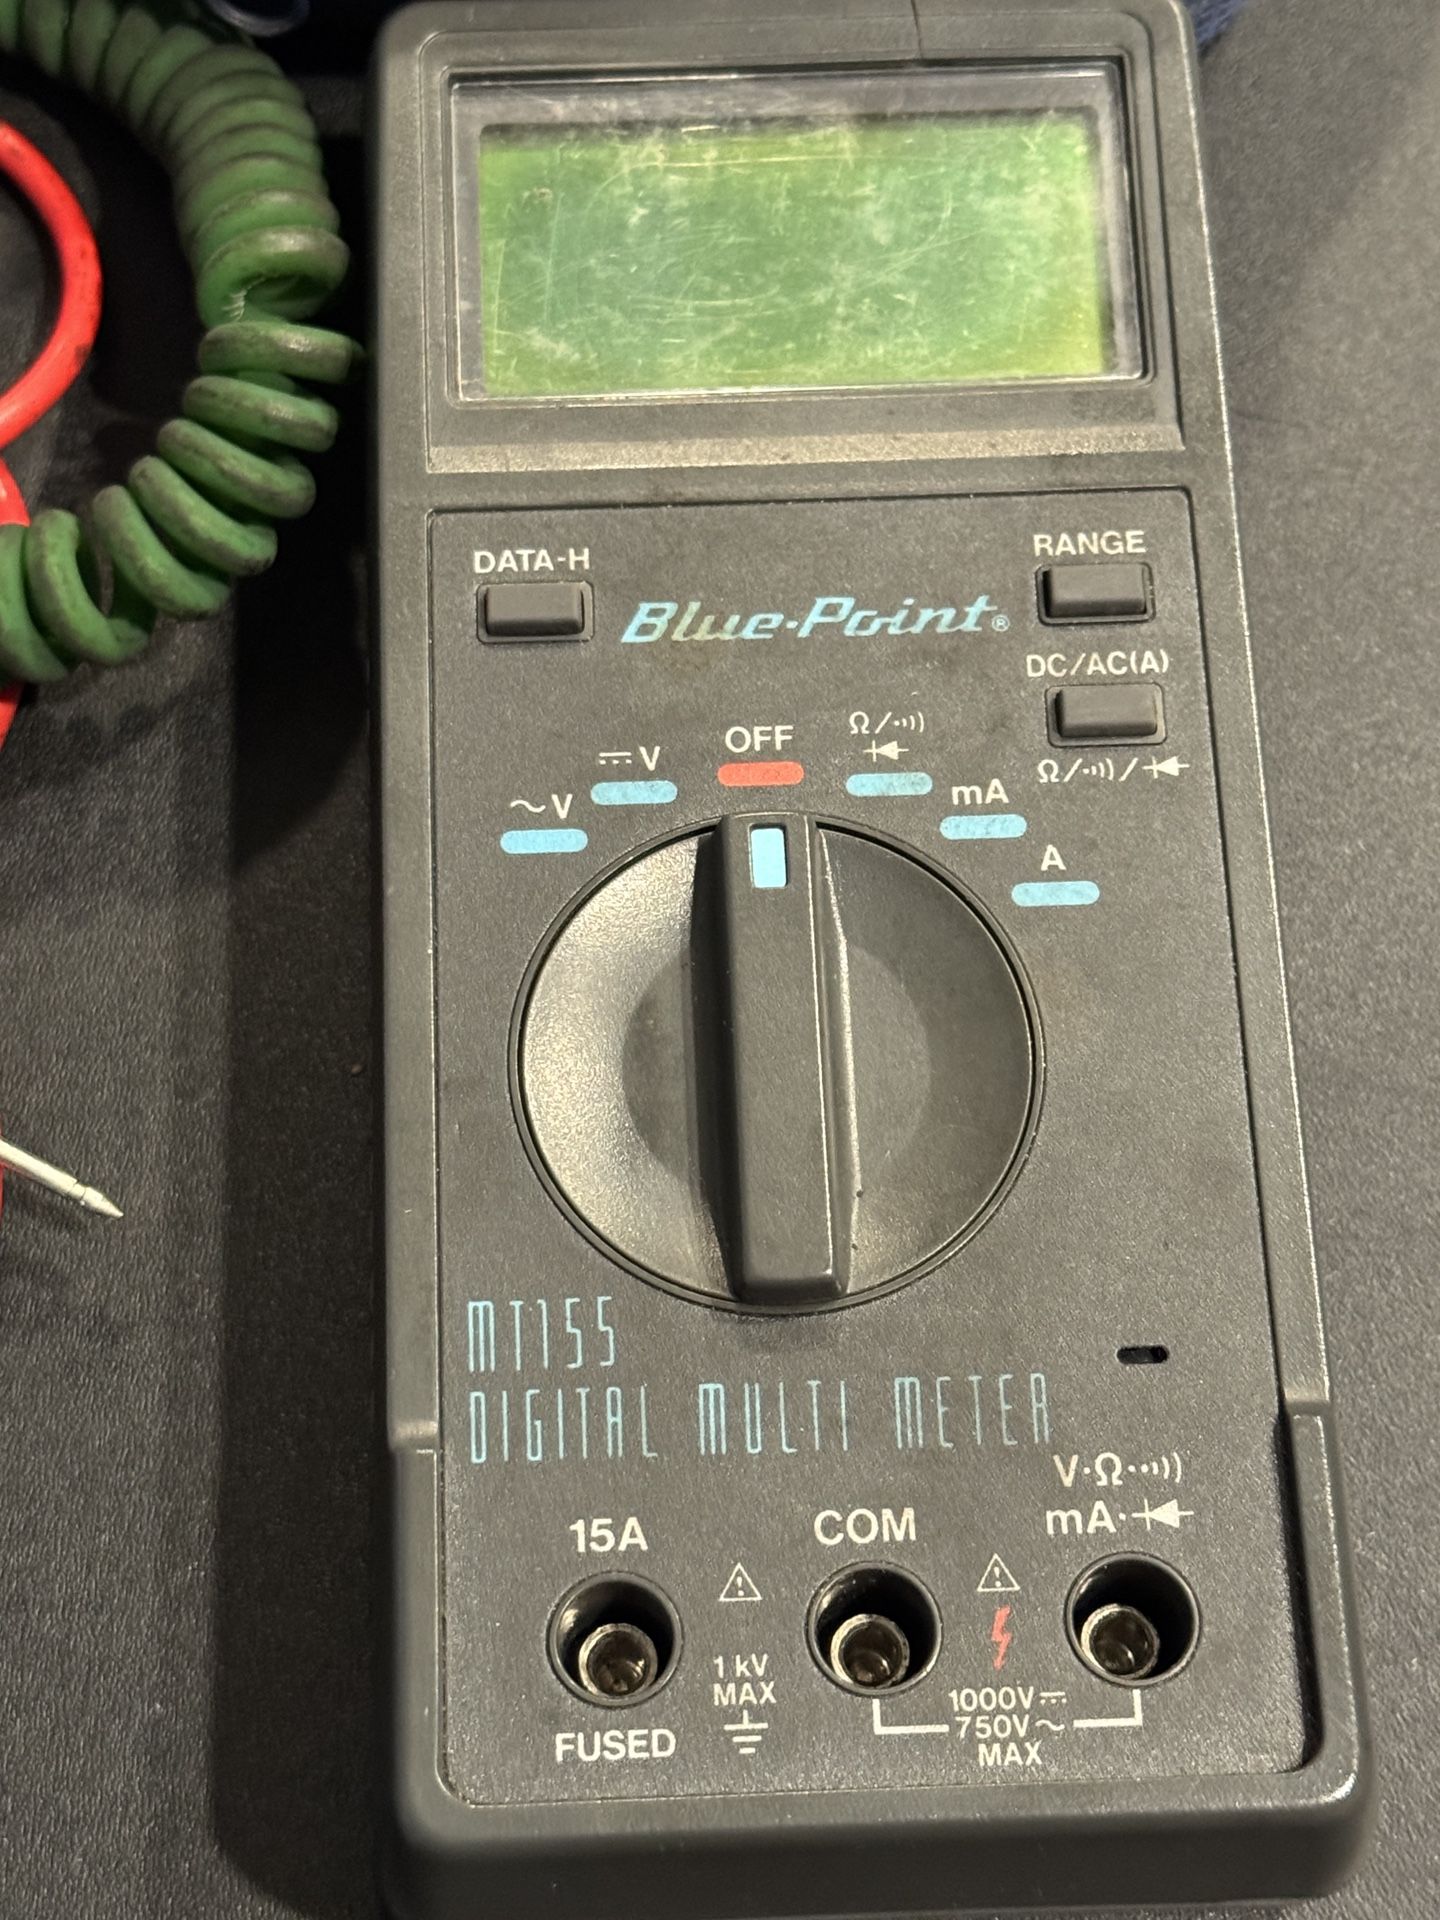 DATA-H
RANGE
Blue-Point®
DC/AC(A)
OFF
Ω/·)))
⎓V
Ω/·)))/
~V
mA
A
MT155
DIGITAL MULTI METER
V·Ω··)))
15A
COM
mA·
1 kV
MAX
1000V⎓
750V~
MAX
FUSED